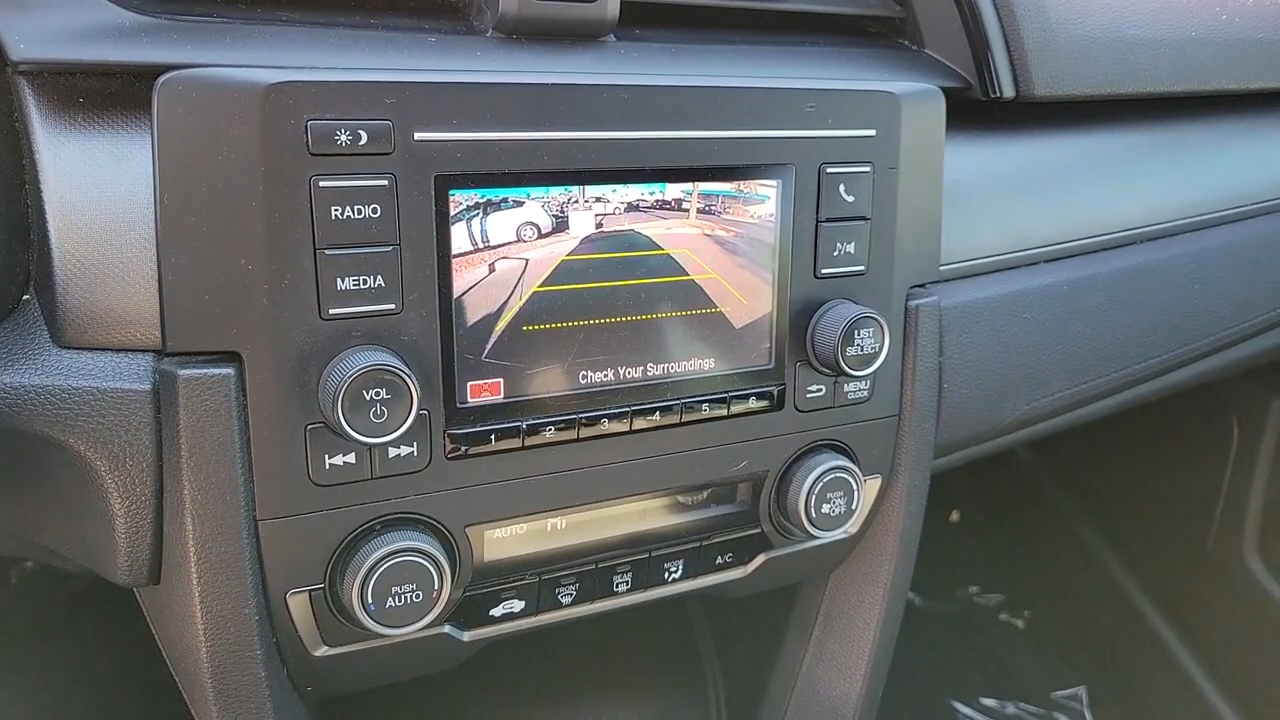 RADIO
MEDIA
VOL
Check Your Surroundings
LIST
PUSH
SELECT
MENU
CLOCK
1 2 3 4 5 6
AUTO
PUSH
AUTO
FRONT
REAR
MODE
A/C
PUSH
ON/
OFF